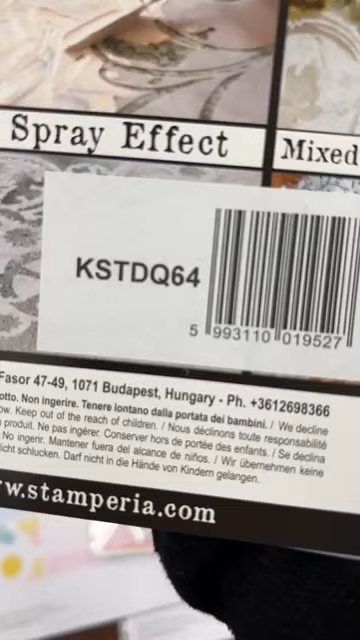 Spray Effect
Mixed
KSTDQ64
5 993110 019527
Fasor 47-49, 1071 Budapest, Hungary - Ph. +3612698366
otto. Non ingerire. Tenere lontano dalla portata dei bambini. / We decline
ow. Keep out of the reach of children. / Nous déclinons toute responsabilité
produit. Ne pas ingérer. Conserver hors de portée des enfants. / Se declina
No ingerir. Mantener fuera del alcance de niños. / Wir übernehmen keine
icht schlucken. Darf nicht in die Hände von Kindern gelangen.
w.stamperia.com